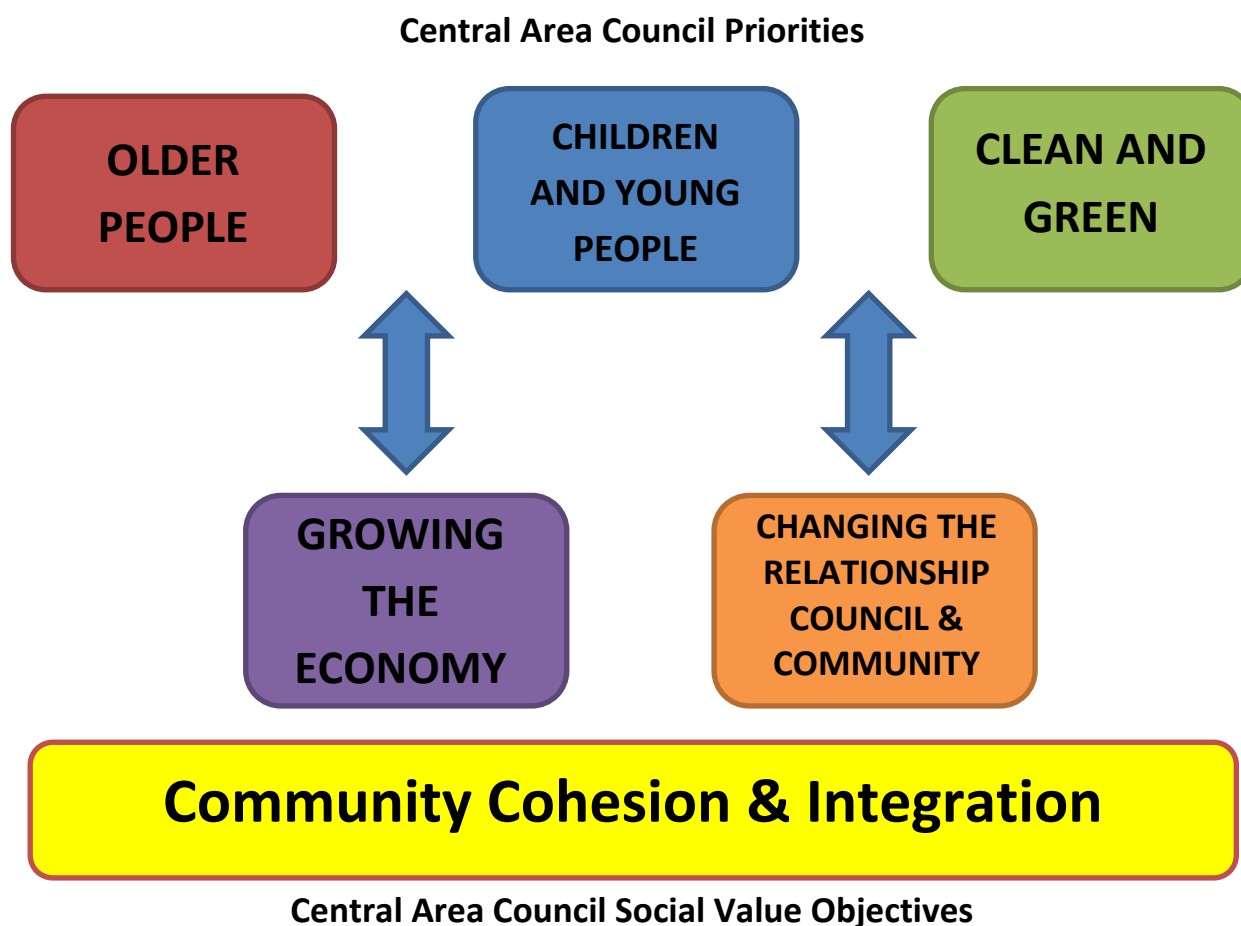 Central Area Council Priorities
OLDER
PEOPLE
CHILDREN
AND YOUNG
PEOPLE
CLEAN AND
GREEN
GROWING
THE
ECONOMY
CHANGING THE
RELATIONSHIP
COUNCIL &
COMMUNITY
Community Cohesion & Integration
Central Area Council Social Value Objectives